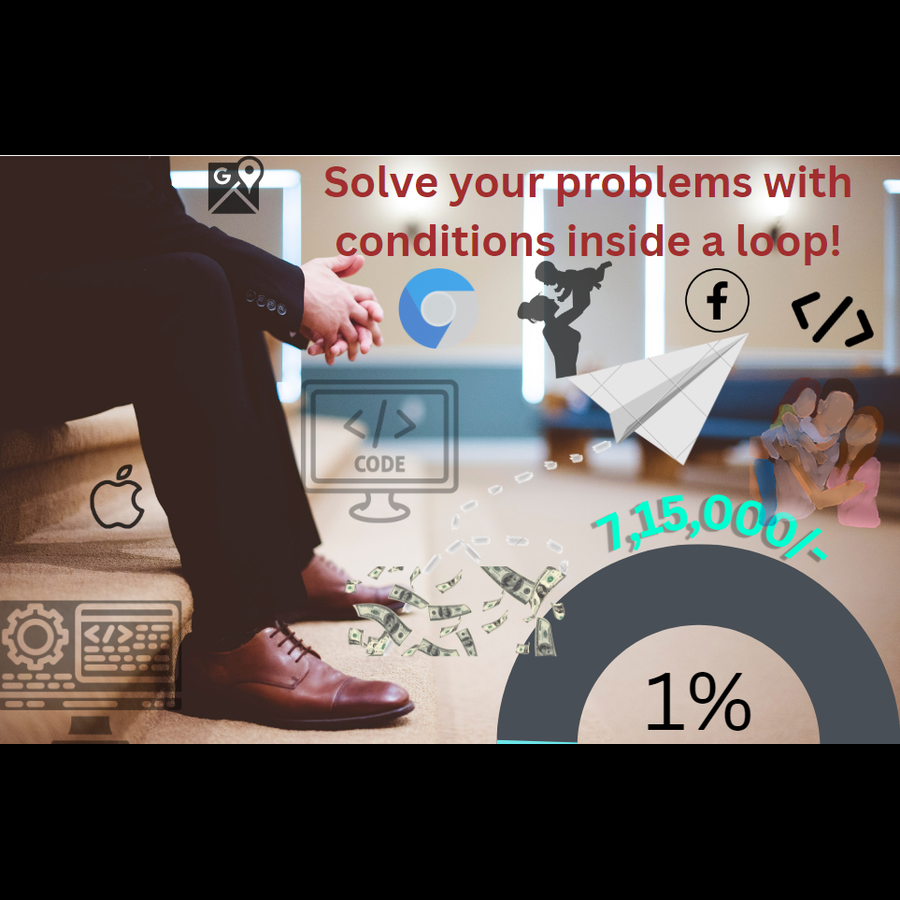 G
Solve your problems with
conditions inside a loop!
f
</>
</>
CODE
7,15,000/-
</>
1%